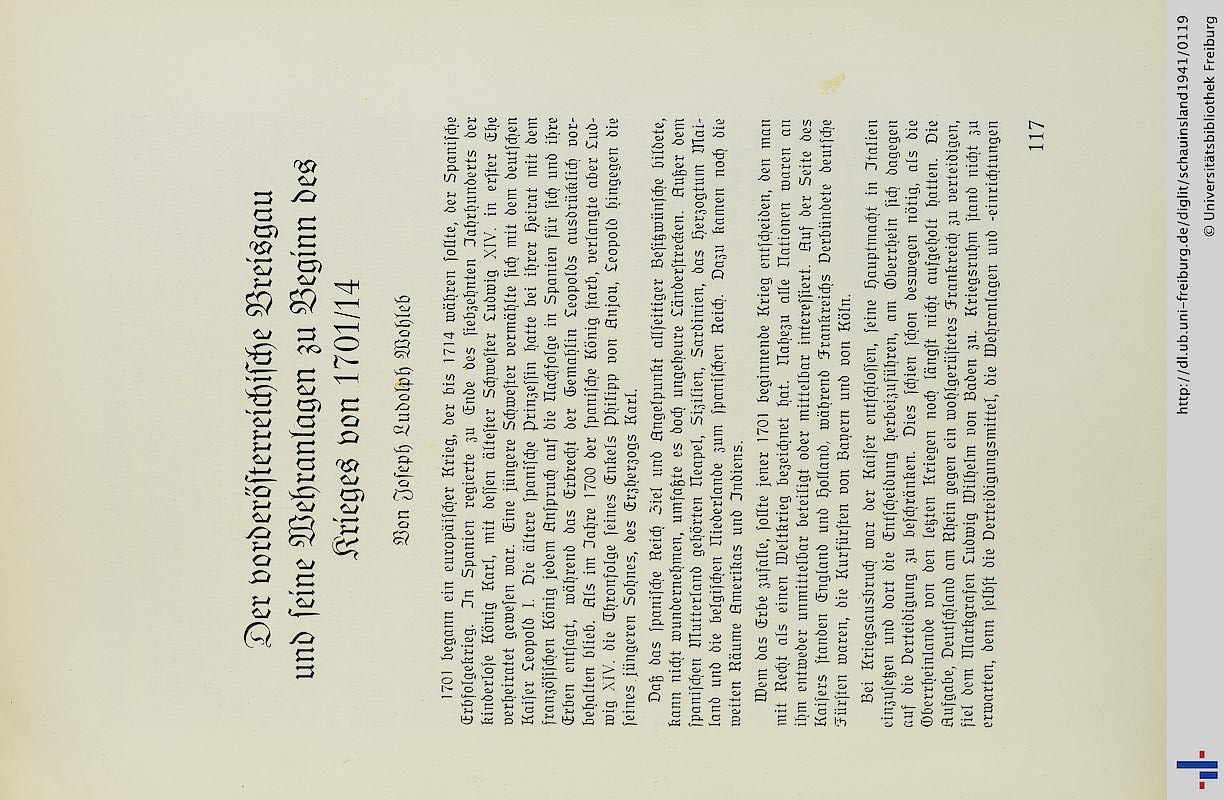 Der vorderösterreichische Breisgau
und seine Wehranlagen zu Beginn des
Krieges von 1701/14
Von Joseph Ludolph Wohleb
1701 begann ein europäischer Krieg, der bis 1714 währen sollte, der Spanische
Erbfolgekrieg. In Spanien regierte zu Ende des siebzehnten Jahrhunderts der
kinderlose König Karl, mit dessen ältester Schwester Ludwig XIV. in erster Ehe
verheiratet gewesen war. Eine jüngere Schwester vermählte sich mit dem deutschen
Kaiser Leopold I. Die ältere spanische Prinzessin hatte bei ihrer Heirat mit dem
französischen König jedem Anspruch auf die Nachfolge in Spanien für sich und ihre
Erben entsagt, während das Erbrecht der Gemahlin Leopolds ausdrücklich vor-
behalten blieb. Als im Jahre 1700 der spanische König starb, verlangte aber Lud-
wig XIV. die Thronfolge seines Enkels Philipp von Anjou, Leopold hingegen die
seines jüngeren Sohnes, des Erzherzogs Karl.
Daß das spanische Reich Ziel und Angelpunkt allseitiger Besitzwünsche bildete,
kann nicht wundernehmen, umfaßte es doch ungeheure Länderstrecken. Außer dem
spanischen Mutterland gehörten Neapel, Sizilien, Sardinien, das Herzogtum Mai-
land und die belgischen Niederlande zum spanischen Reich. Dazu kamen noch die
weiten Räume Amerikas und Indiens.
Wem das Erbe zufalle, sollte jener 1701 beginnende Krieg entscheiden, den man
mit Recht als einen Weltkrieg bezeichnet hat. Nahezu alle Nationen waren an
ihm entweder unmittelbar beteiligt oder mittelbar interessiert. Auf der Seite des
Kaisers standen England und Holland, während Frankreichs Verbündete deutsche
Fürsten waren, die Kurfürsten von Bayern und von Köln.
Bei Kriegsausbruch war der Kaiser entschlossen, seine Hauptmacht in Italien
einzusetzen und dort die Entscheidung herbeizuführen, am Oberrhein sich dagegen
auf die Verteidigung zu beschränken. Dies schien schon deswegen nötig, als die
Oberrheinlande von den letzten Kriegen noch längst nicht aufgeholt hatten. Die
Aufgabe, Deutschland am Rhein gegen ein wohlgerüstetes Frankreich zu verteidigen,
fiel dem Markgrafen Ludwig Wilhelm von Baden zu. Kriegsruhm stand nicht zu
erwarten, denn selbst die Verteidigungsmittel, die Wehranlagen und -einrichtungen
117
http://dl.ub.uni-freiburg.de/diglit/schauinsland1941/0119
© Universitätsbibliothek Freiburg